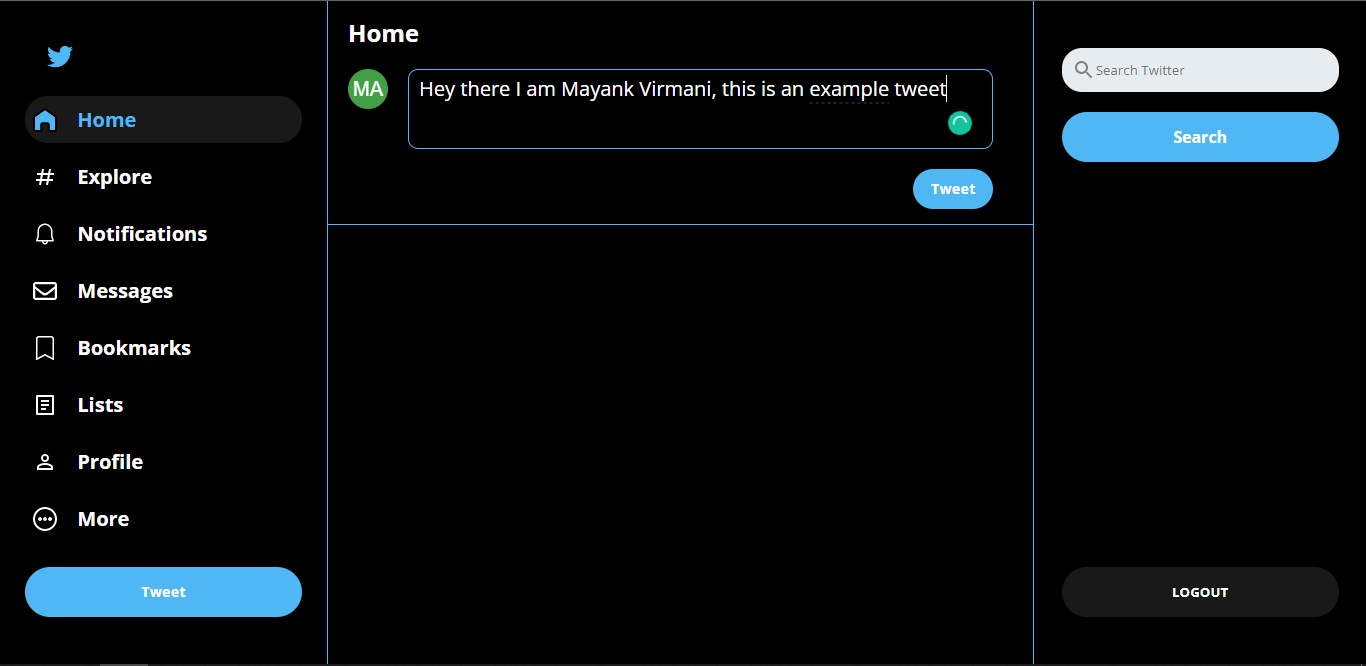 Home
Explore
Notifications
Messages
Bookmarks
Lists
Profile
More
Tweet
Home
MA
Hey there I am Mayank Virmani, this is an example tweet
Tweet
Search Twitter
Search
LOGOUT